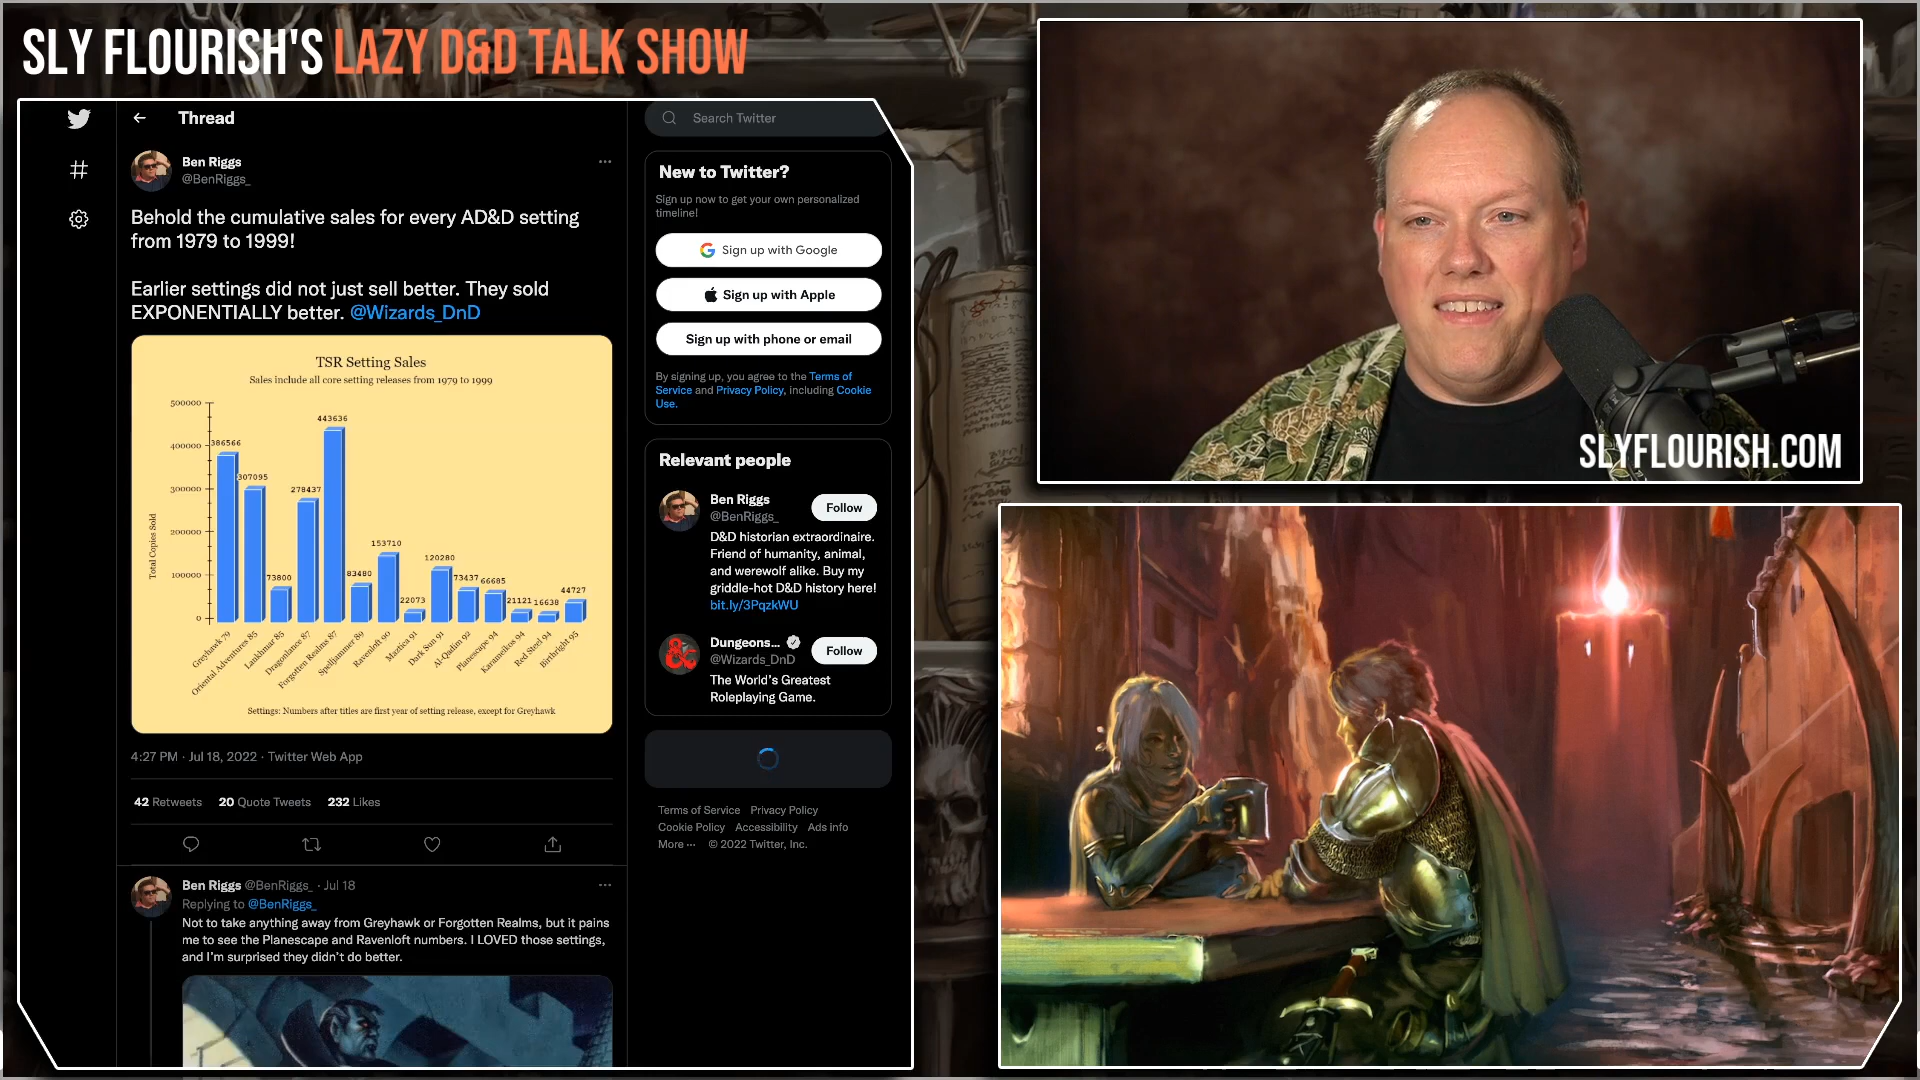 SLY FLOURISH'S LAZY D&D TALK SHOW
Thread
Ben Riggs
@BenRiggs_
Behold the cumulative sales for every AD&D setting
from 1979 to 1999!
Earlier settings did not just sell better. They sold
EXPONENTIALLY better. @Wizards_DnD
TSR Setting Sales
Sales include all core setting releases from 1979 to 1999
Total Copies Sold
500000
400000
300000
200000
100000
0
386566
307095
73800
278437
443636
83480
153710
22073
120280
73437
66685
21121
16638
44727
Greyhawk 79
Oriental Adventures 85
Lankhmar 85
Dragonlance 87
Forgotten Realms 87
Spelljammer 89
Ravenloft 90
Maztica 91
Dark Sun 91
Al-Qadim 92
Planescape 94
Karameikos 94
Red Steel 94
Birthright 95
Settings: Numbers after titles are first year of setting release, except for Greyhawk
4:27 PM · Jul 18, 2022 · Twitter Web App
42 Retweets 20 Quote Tweets 232 Likes
Ben Riggs @BenRiggs_ · Jul 18
Replying to @BenRiggs_
Not to take anything away from Greyhawk or Forgotten Realms, but it pains
me to see the Planescape and Ravenloft numbers. I LOVED those settings,
and I'm surprised they didn't do better.
Search Twitter
New to Twitter?
Sign up now to get your own personalized
timeline!
Sign up with Google
Sign up with Apple
Sign up with phone or email
By signing up, you agree to the Terms of
Service and Privacy Policy, including Cookie
Use.
Relevant people
Ben Riggs
@BenRiggs_
Follow
D&D historian extraordinaire.
Friend of humanity, animal,
and werewolf alike. Buy my
griddle-hot D&D history here!
bit.ly/3PqzkWU
Dungeons...
@Wizards_DnD
Follow
The World's Greatest
Roleplaying Game.
Terms of Service Privacy Policy
Cookie Policy Accessibility Ads info
More ··· © 2022 Twitter, Inc.
SLYFLOURISH.COM